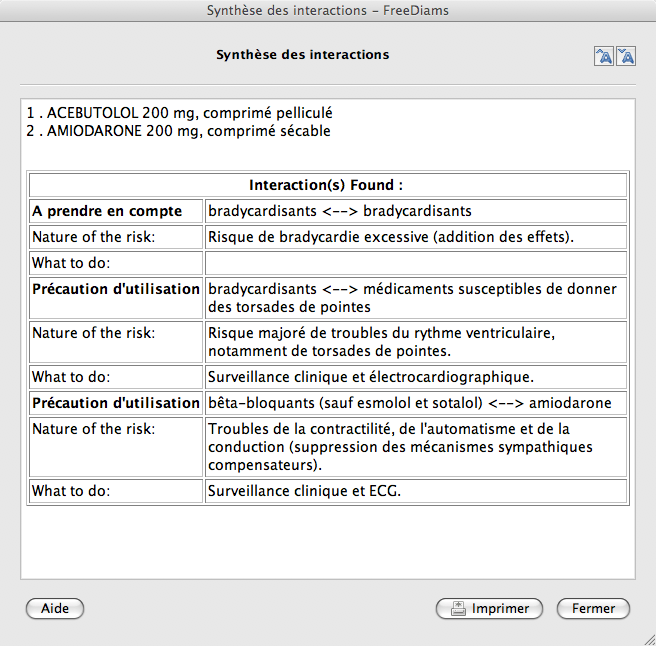 Synthèse des interactions – FreeDiams
Synthèse des interactions
1 . ACEBUTOLOL 200 mg, comprimé pelliculé
2 . AMIODARONE 200 mg, comprimé sécable
Interaction(s) Found :
A prendre en compte bradycardisants <--> bradycardisants
Nature of the risk: Risque de bradycardie excessive (addition des effets).
What to do:
Précaution d'utilisation bradycardisants <--> médicaments susceptibles de donner
des torsades de pointes
Nature of the risk: Risque majoré de troubles du rythme ventriculaire,
notamment de torsades de pointes.
What to do: Surveillance clinique et électrocardiographique.
Précaution d'utilisation bêta-bloquants (sauf esmolol et sotalol) <--> amiodarone
Nature of the risk: Troubles de la contractilité, de l'automatisme et de la
conduction (suppression des mécanismes sympathiques
compensateurs).
What to do: Surveillance clinique et ECG.
Aide Imprimer Fermer